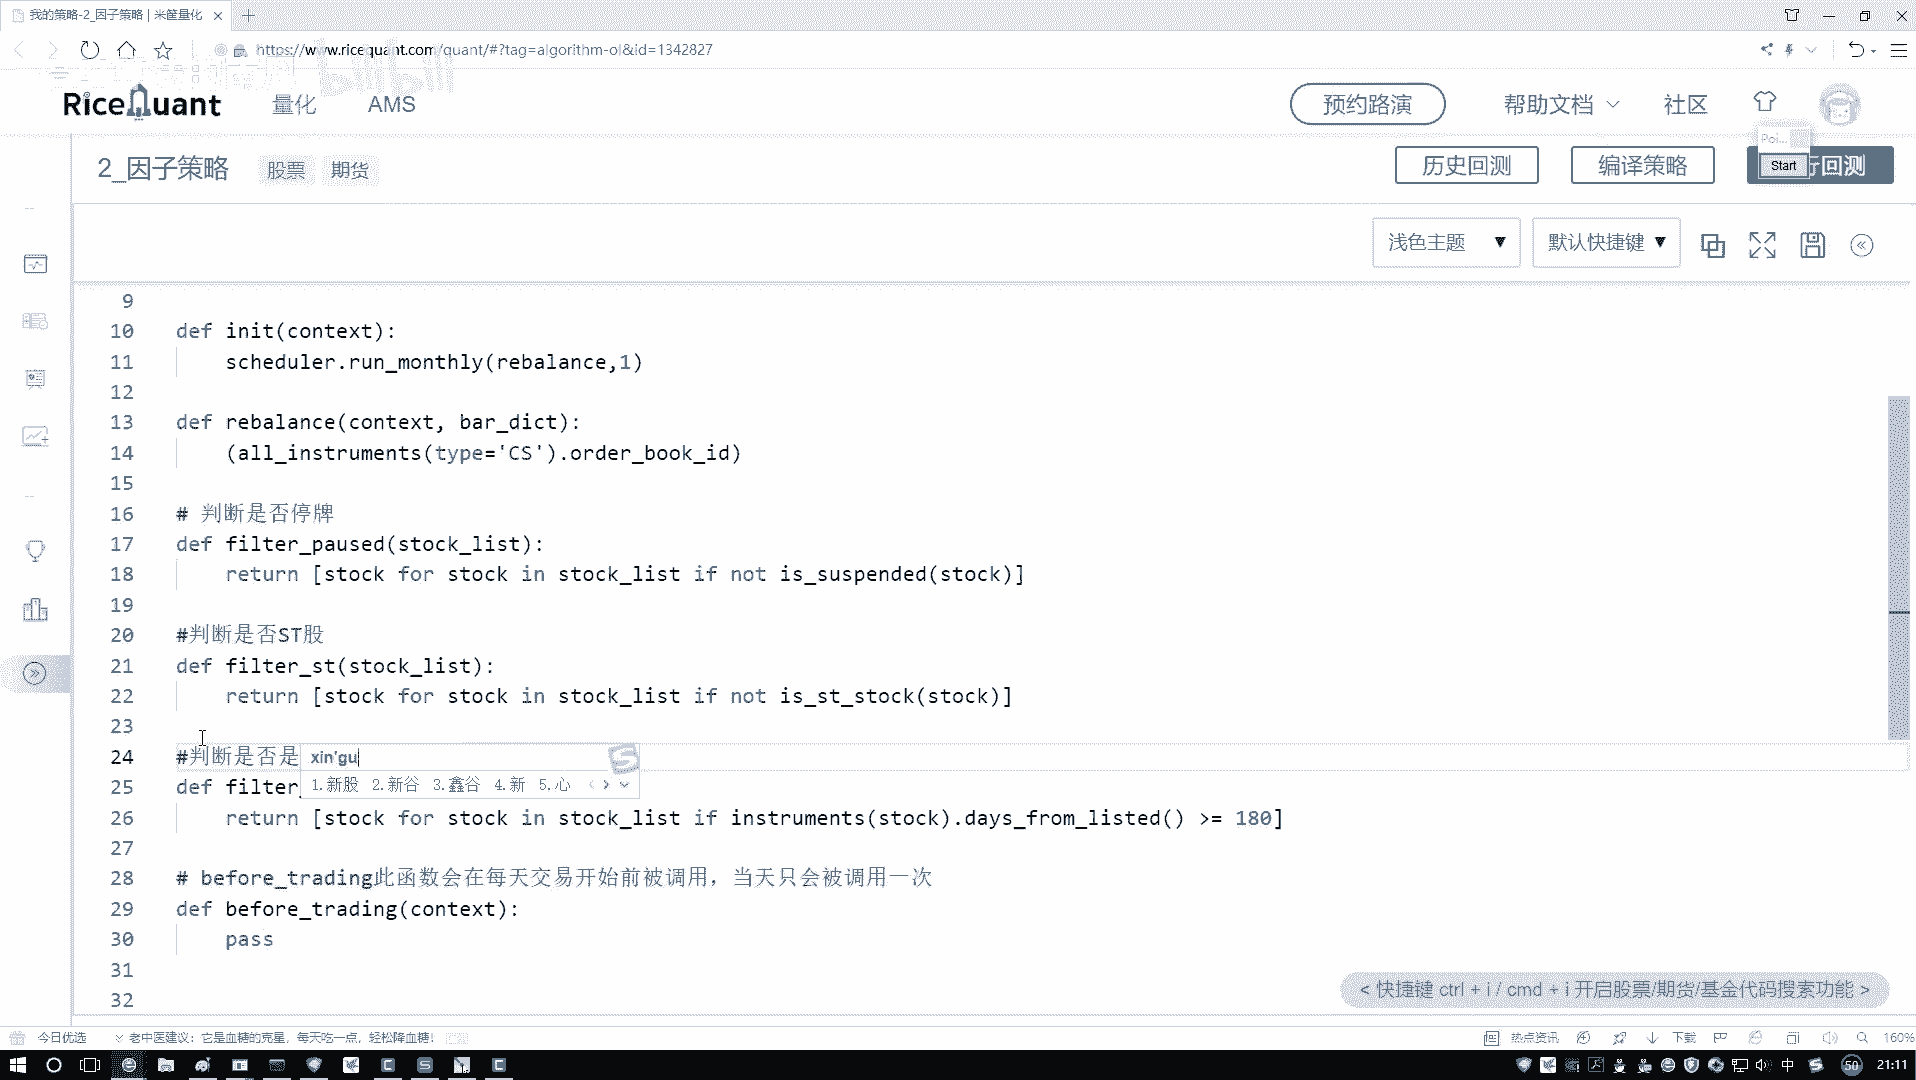 我的策略-2_因子策略 | 米筐量化
https://www.ricequant.com/quant/#?tag=algorithm-ol&id=1342827
bilibili
RiceQuant 量化 AMS 预约路演 帮助文档 社区
Poi...
2_因子策略 股票 期货 历史回测 编译策略 Start 行回测
浅色主题 ▼ 默认快捷键 ▼
9
10 def init(context):
11 scheduler.run_monthly(rebalance,1)
12
13 def rebalance(context, bar_dict):
14 (all_instruments(type='CS').order_book_id)
15
16 # 判断是否停牌
17 def filter_paused(stock_list):
18 return [stock for stock in stock_list if not is_suspended(stock)]
19
20 #判断是否ST股
21 def filter_st(stock_list):
22 return [stock for stock in stock_list if not is_st_stock(stock)]
23
24 #判断是否是 xin'gu
1.新股 2.新谷 3.鑫谷 4.新 5.心
25 def filter_
26 return [stock for stock in stock_list if instruments(stock).days_from_listed() >= 180]
27
28 # before_trading此函数会在每天交易开始前被调用，当天只会被调用一次
29 def before_trading(context):
30 pass
31
32
< 快捷键 ctrl + i / cmd + i 开启股票/期货/基金代码搜索功能 >
今日优选 老中医建议：它是血糖的克星，每天吃一点，轻松降血糖！ 热点资讯 下载 160%
中 50 21:11